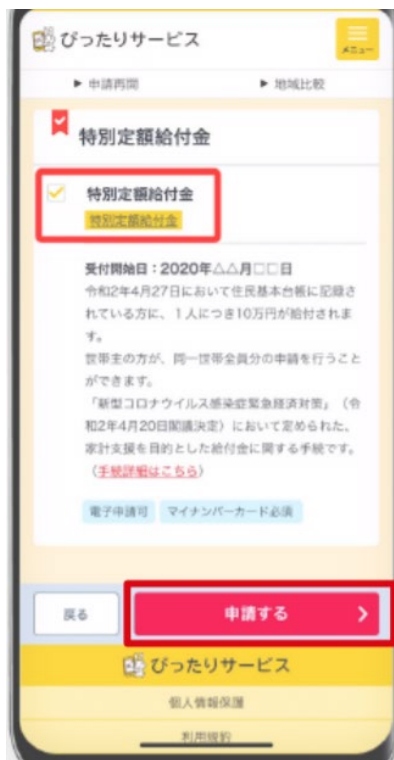 ぴったりサービス
メニュー
▶ 申請再開
▶ 地域比較
特別定額給付金
特別定額給付金
特別定額給付金
受付開始日：2020年△△月□□日
令和2年4月27日において住民基本台帳に記録さ
れている方に、1人につき10万円が給付されま
す。
世帯主の方が、同一世帯全員分の申請を行うこと
ができます。
「新型コロナウイルス感染症緊急経済対策」（令
和2年4月20日閣議決定）において定められた、
家計支援を目的とした給付金に関する手続です。
（手続詳細はこちら）
電子申請可
マイナンバーカード必須
戻る
申請する
ぴったりサービス
個人情報保護
利用規約